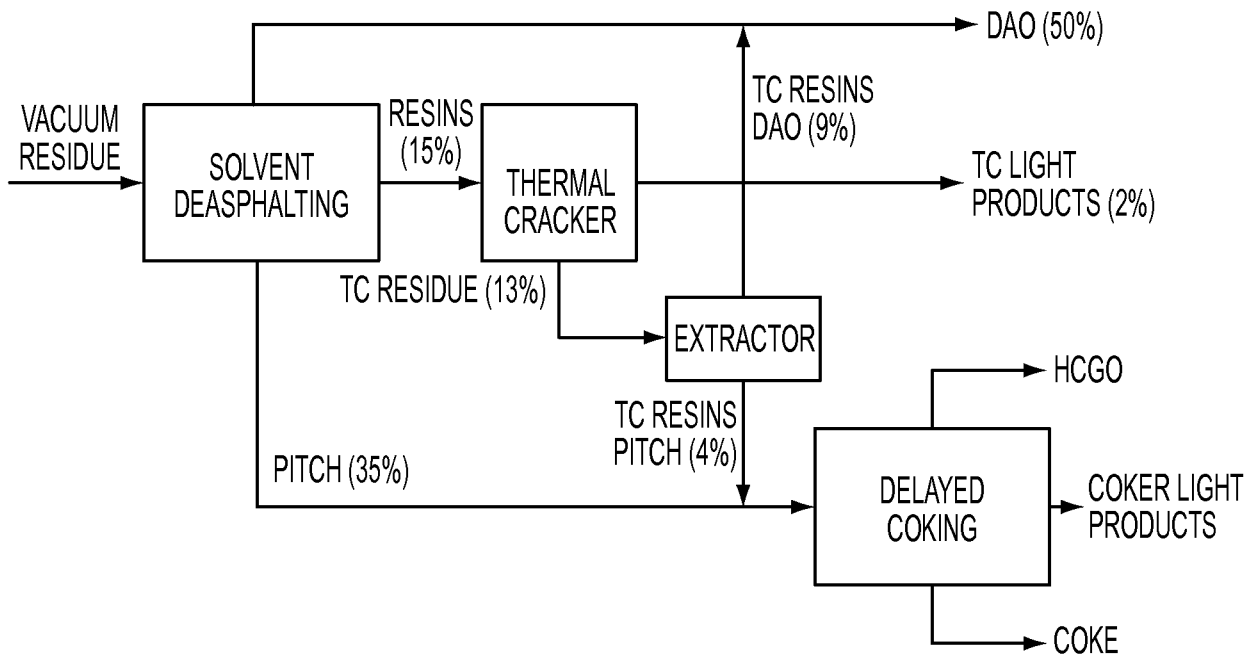 DAO (50%)
VACUUM
RESIDUE
SOLVENT
DEASPHALTING
RESINS
(15%)
THERMAL
CRACKER
TC RESINS
DAO (9%)
TC LIGHT
PRODUCTS (2%)
TC RESIDUE (13%)
EXTRACTOR
HCGO
TC RESINS
PITCH (4%)
PITCH (35%)
DELAYED
COKING
COKER LIGHT
PRODUCTS
COKE